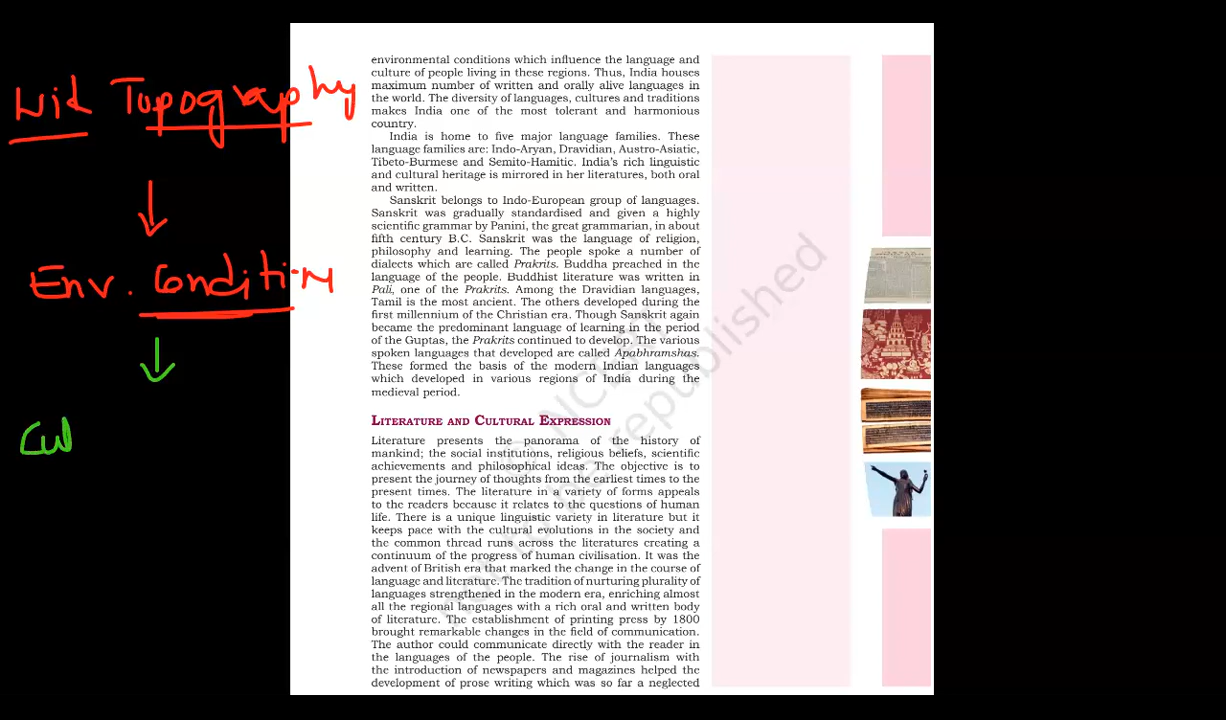 Topography
Env. Condition
Cul
environmental conditions which influence the language and
culture of people living in these regions. Thus, India houses
maximum number of written and orally alive languages in
the world. The diversity of languages, cultures and traditions
makes India one of the most tolerant and harmonious
country.
India is home to five major language families. These
language families are: Indo-Aryan, Dravidian, Austro-Asiatic,
Tibeto-Burmese and Semito-Hamitic. India's rich linguistic
and cultural heritage is mirrored in her literatures, both oral
and written.
Sanskrit belongs to Indo-European group of languages.
Sanskrit was gradually standardised and given a highly
scientific grammar by Panini, the great grammarian, in about
fifth century B.C. Sanskrit was the language of religion,
philosophy and learning. The people spoke a number of
dialects which are called Prakrits. Buddha preached in the
language of the people. Buddhist literature was written in
Pali, one of the Prakrits. Among the Dravidian languages,
Tamil is the most ancient. The others developed during the
first millennium of the Christian era. Though Sanskrit again
became the predominant language of learning in the period
of the Guptas, the Prakrits continued to develop. The various
spoken languages that developed are called Apabhramshas.
These formed the basis of the modern Indian languages
which developed in various regions of India during the
medieval period.
LITERATURE AND CULTURAL EXPRESSION
Literature presents the panorama of the history of
mankind; the social institutions, religious beliefs, scientific
achievements and philosophical ideas. The objective is to
present the journey of thoughts from the earliest times to the
present times. The literature in a variety of forms appeals
to the readers because it relates to the questions of human
life. There is a unique linguistic variety in literature but it
keeps pace with the cultural evolutions in the society and
the common thread runs across the literatures creating a
continuum of the progress of human civilisation. It was the
advent of British era that marked the change in the course of
language and literature. The tradition of nurturing plurality of
languages strengthened in the modern era, enriching almost
all the regional languages with a rich oral and written body
of literature. The establishment of printing press by 1800
brought remarkable changes in the field of communication.
The author could communicate directly with the reader in
the languages of the people. The rise of journalism with
the introduction of newspapers and magazines helped the
development of prose writing which was so far a neglected
© NCERT
not to be republished